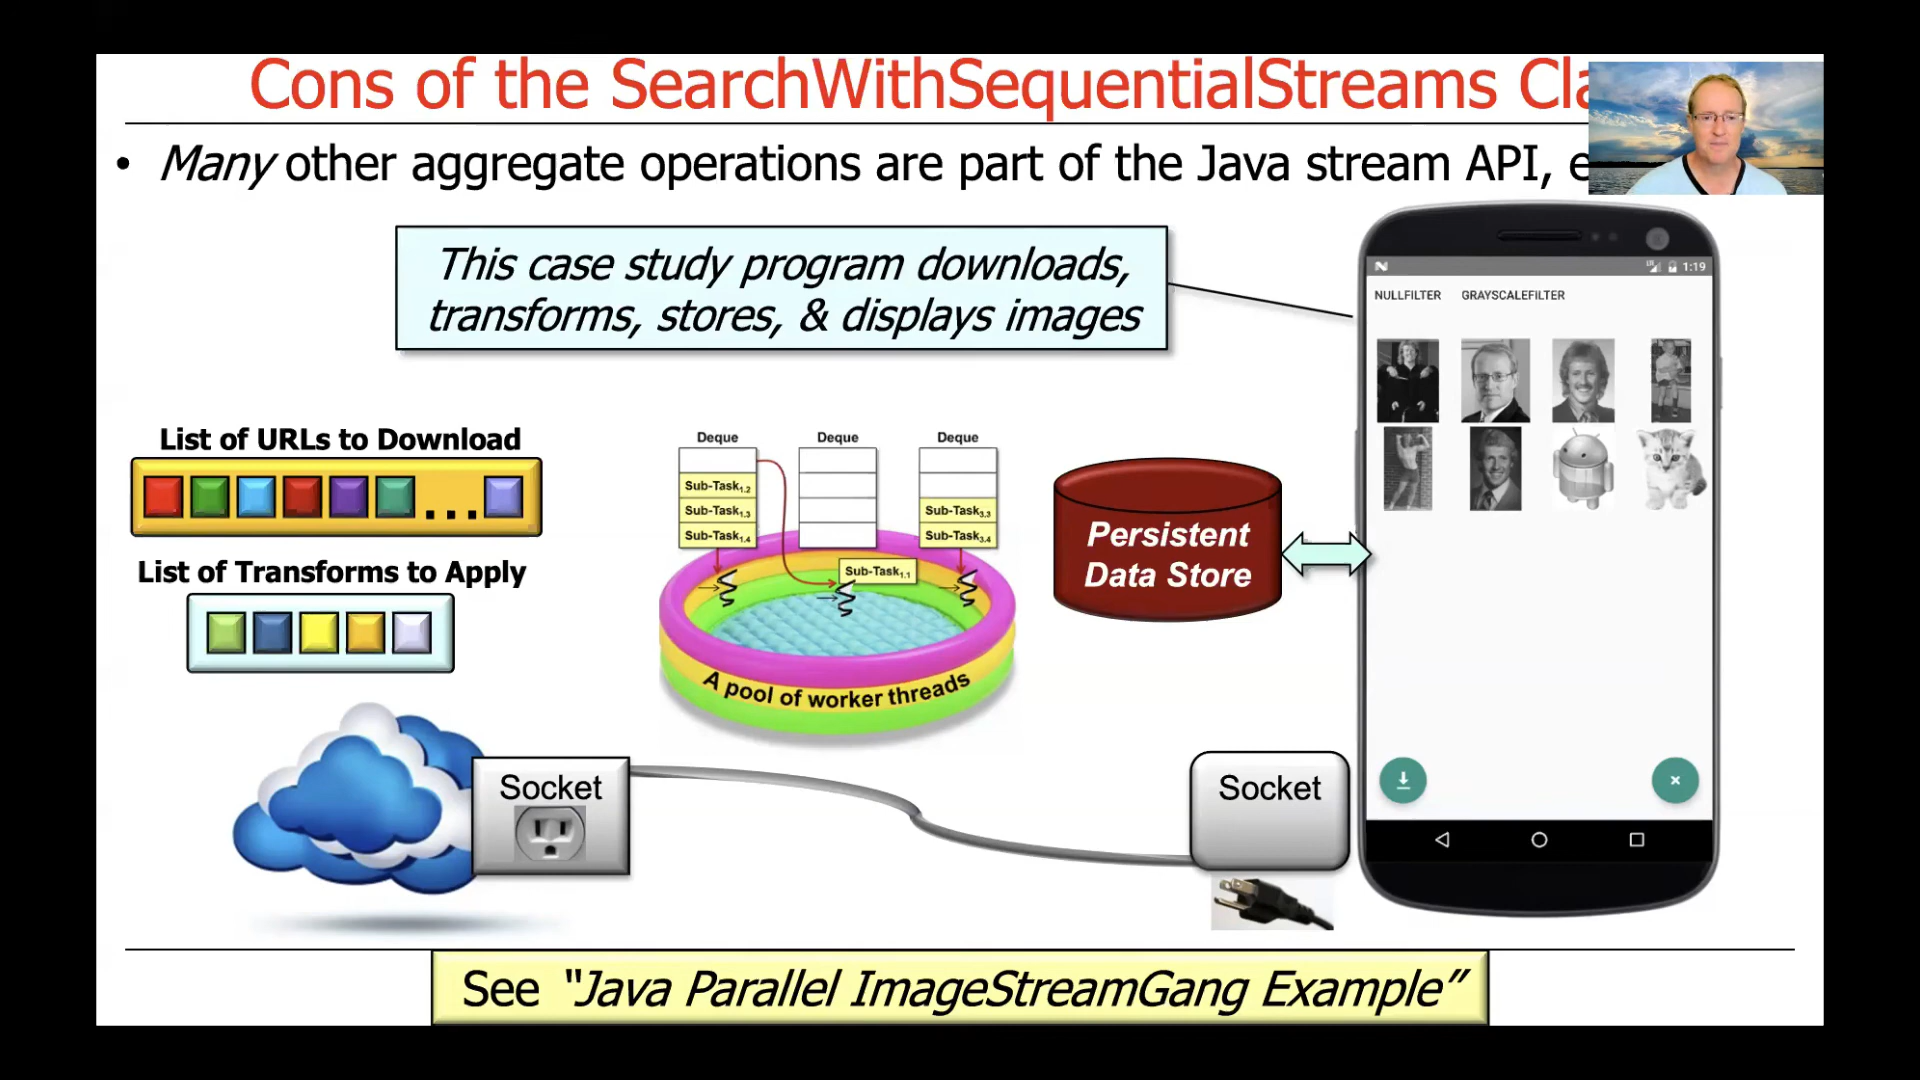 Cons of the SearchWithSequentialStreams
• Many other aggregate operations are part of the Java stream API,
This case study program downloads,
transforms, stores, & displays images
1:19
NULLFILTER GRAYSCALEFILTER
List of URLs to Download
...
List of Transforms to Apply
Deque Deque Deque
Sub-Task1.2
Sub-Task1.3 Sub-Task3.3
Sub-Task1.4 Sub-Task3.4
Sub-Task1.1
A pool of worker threads
Persistent
Data Store
Socket
Socket
See “Java Parallel ImageStreamGang Example”